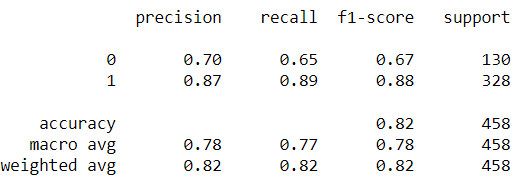 precision recall f1-score support
0 0.70 0.65 0.67 130
1 0.87 0.89 0.88 328
accuracy 0.82 458
macro avg 0.78 0.77 0.78 458
weighted avg 0.82 0.82 0.82 458